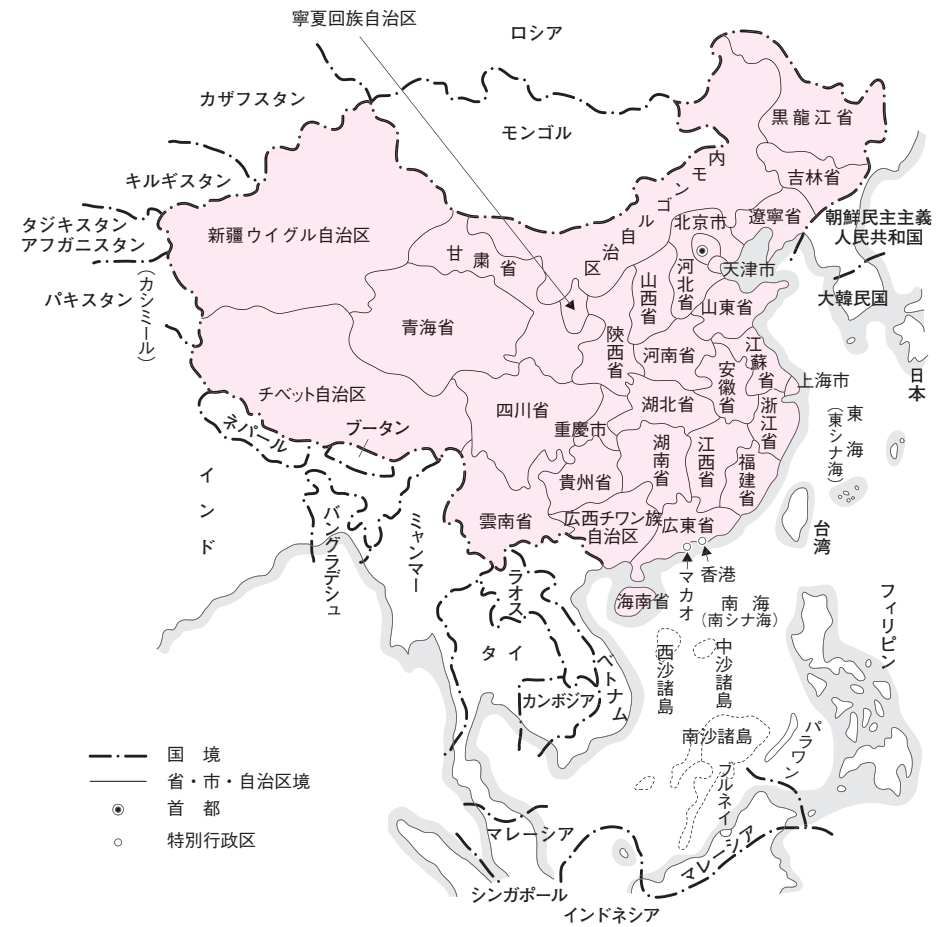 寧夏回族自治区
ロシア
カザフスタン
モンゴル
黒龍江省
内モンゴル自治区
吉林省
キルギスタン
遼寧省
北京市
朝鮮民主主義
人民共和国
タジキスタン
アフガニスタン
新疆ウイグル自治区
甘粛省
天津市
河北省
山西省
大韓民国
パキスタン
(カシミール)
青海省
山東省
陝西省
河南省
江蘇省
安徽省
上海市
日本
チベット自治区
四川省
重慶市
湖北省
浙江省
東海
(東シナ海)
ネパール
ブータン
湖南省
江西省
福建省
貴州省
インド
雲南省
広西チワン族
自治区
広東省
台湾
バングラデシュ
ミャンマー
ラオス
香港
マカオ
海南省
南海
(南シナ海)
フィリピン
タイ
ベトナム
西沙諸島
中沙諸島
カンボジア
南沙諸島
パラワン
ブルネイ
国 境
省・市・自治区境
首 都
特別行政区
マレーシア
マレーシア
シンガポール
インドネシア